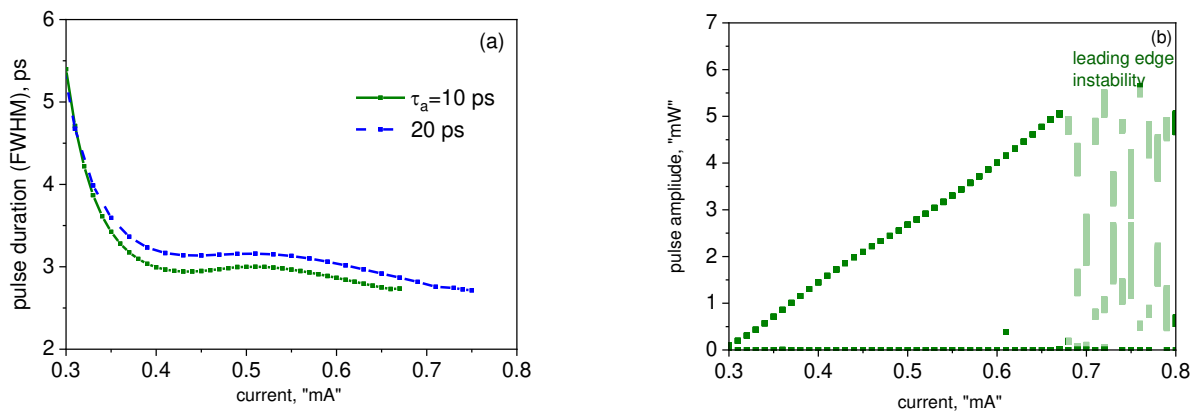 6
5
4
3
2
0.3 0.4 0.5 0.6 0.7 0.8
pulse duration (FWHM), ps
current, "mA"
(a)
τa=10 ps
20 ps
7
6
5
4
3
2
1
0
0.3 0.4 0.5 0.6 0.7 0.8
pulse ampliude, "mW"
current, "mA"
(b)
leading edge
instability